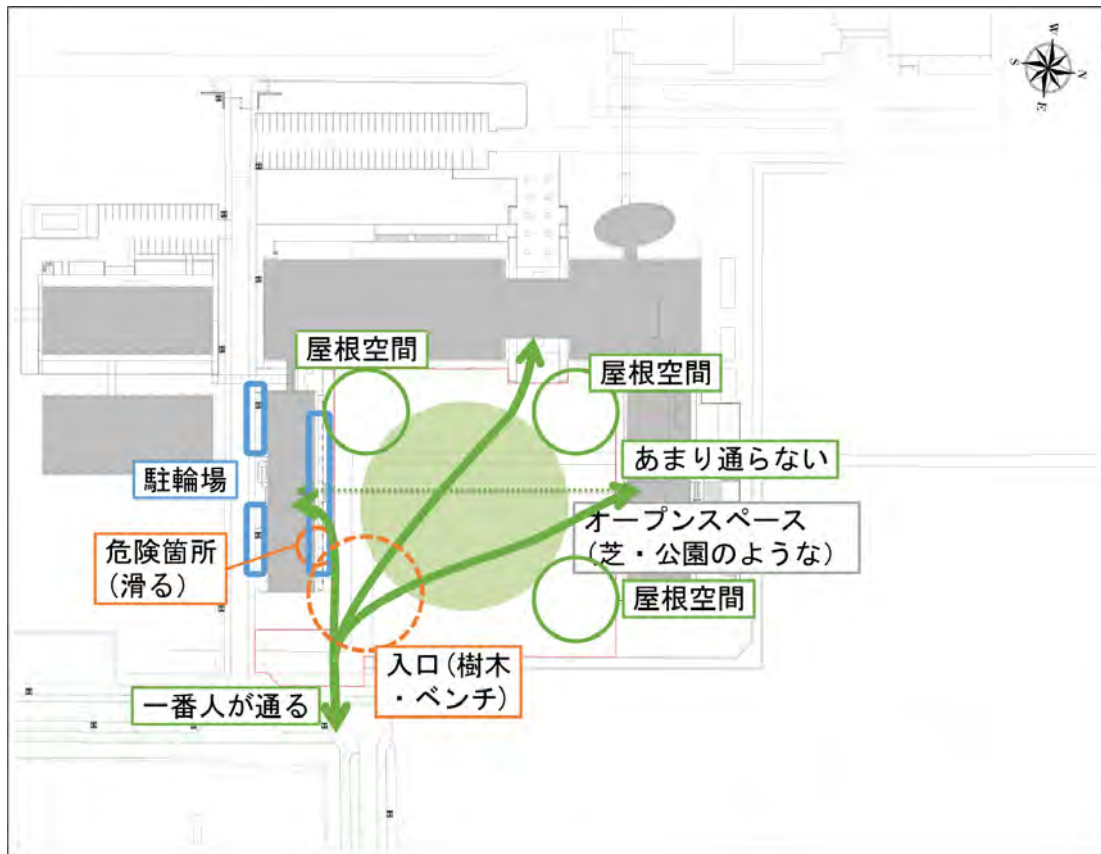 W
N
S
E
屋根空間
屋根空間
あまり通らない
駐輪場
オープンスペース
(芝・公園のような)
危険箇所
(滑る)
屋根空間
入口(樹木
・ベンチ)
一番人が通る